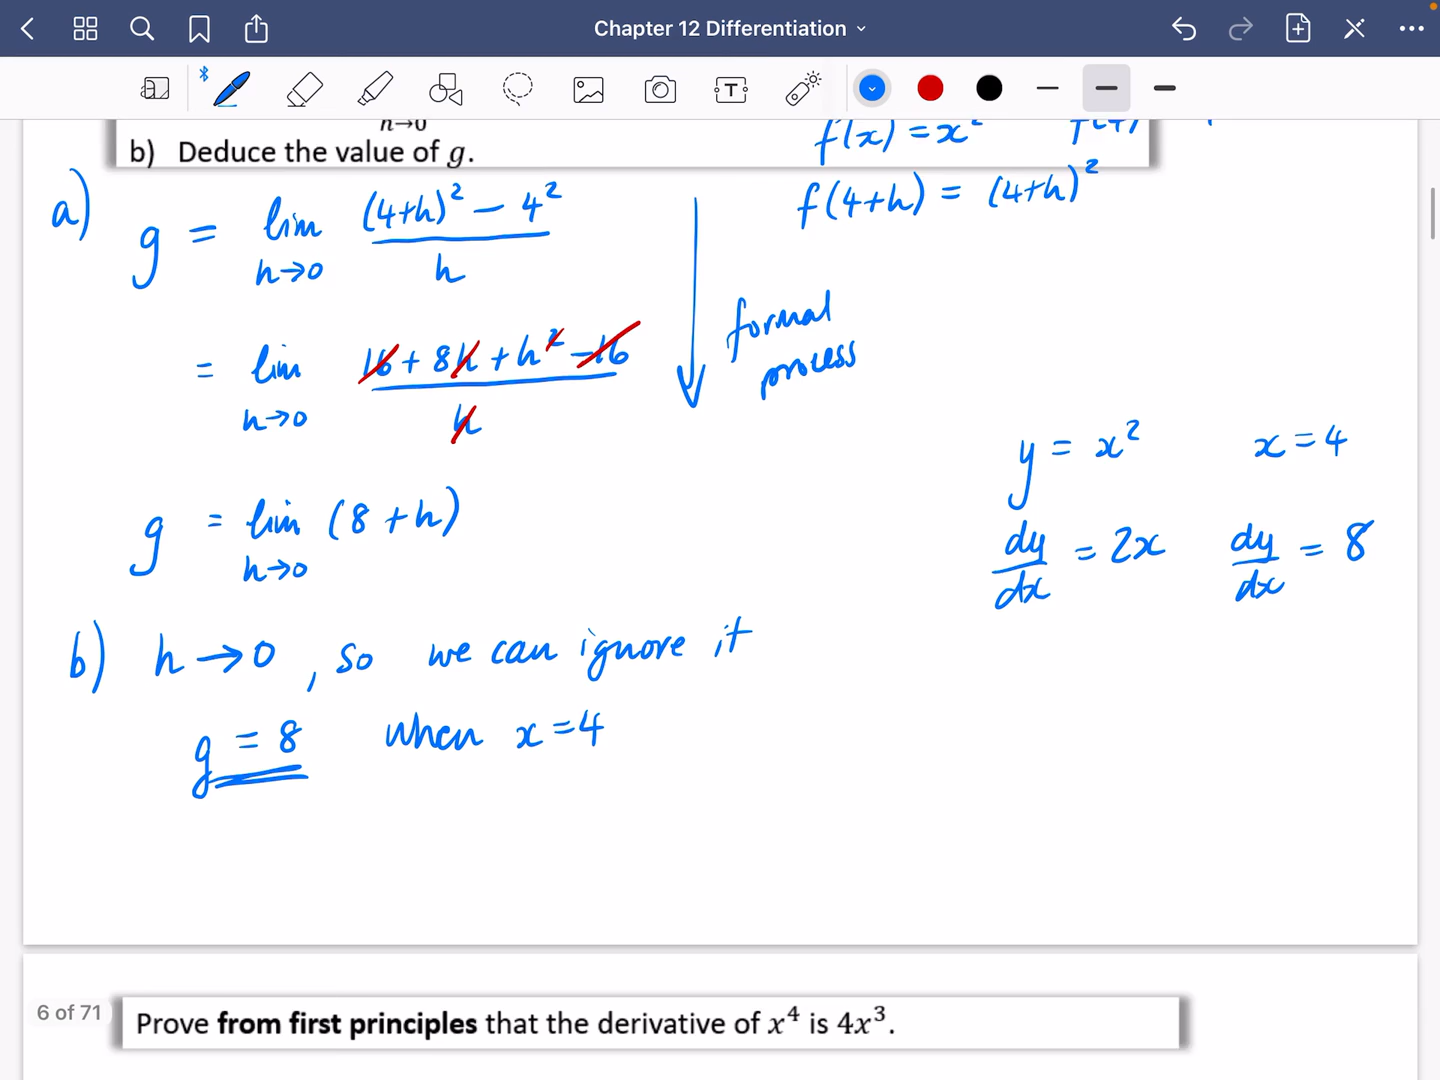 Chapter 12 Differentiation
h→0
b) Deduce the value of g.
f(x) = x²
f(4+h) = (4+h)²
a) g = lim h→0 ((4+h)² − 4²)/h
= lim h→0 (16 + 8h + h² − 16)/h
formal process
g = lim h→0 (8 + h)
y = x² x = 4
dy/dx = 2x dy/dx = 8
b) h → 0, so we can ignore it
g = 8 when x = 4
6 of 71
Prove from first principles that the derivative of x⁴ is 4x³.